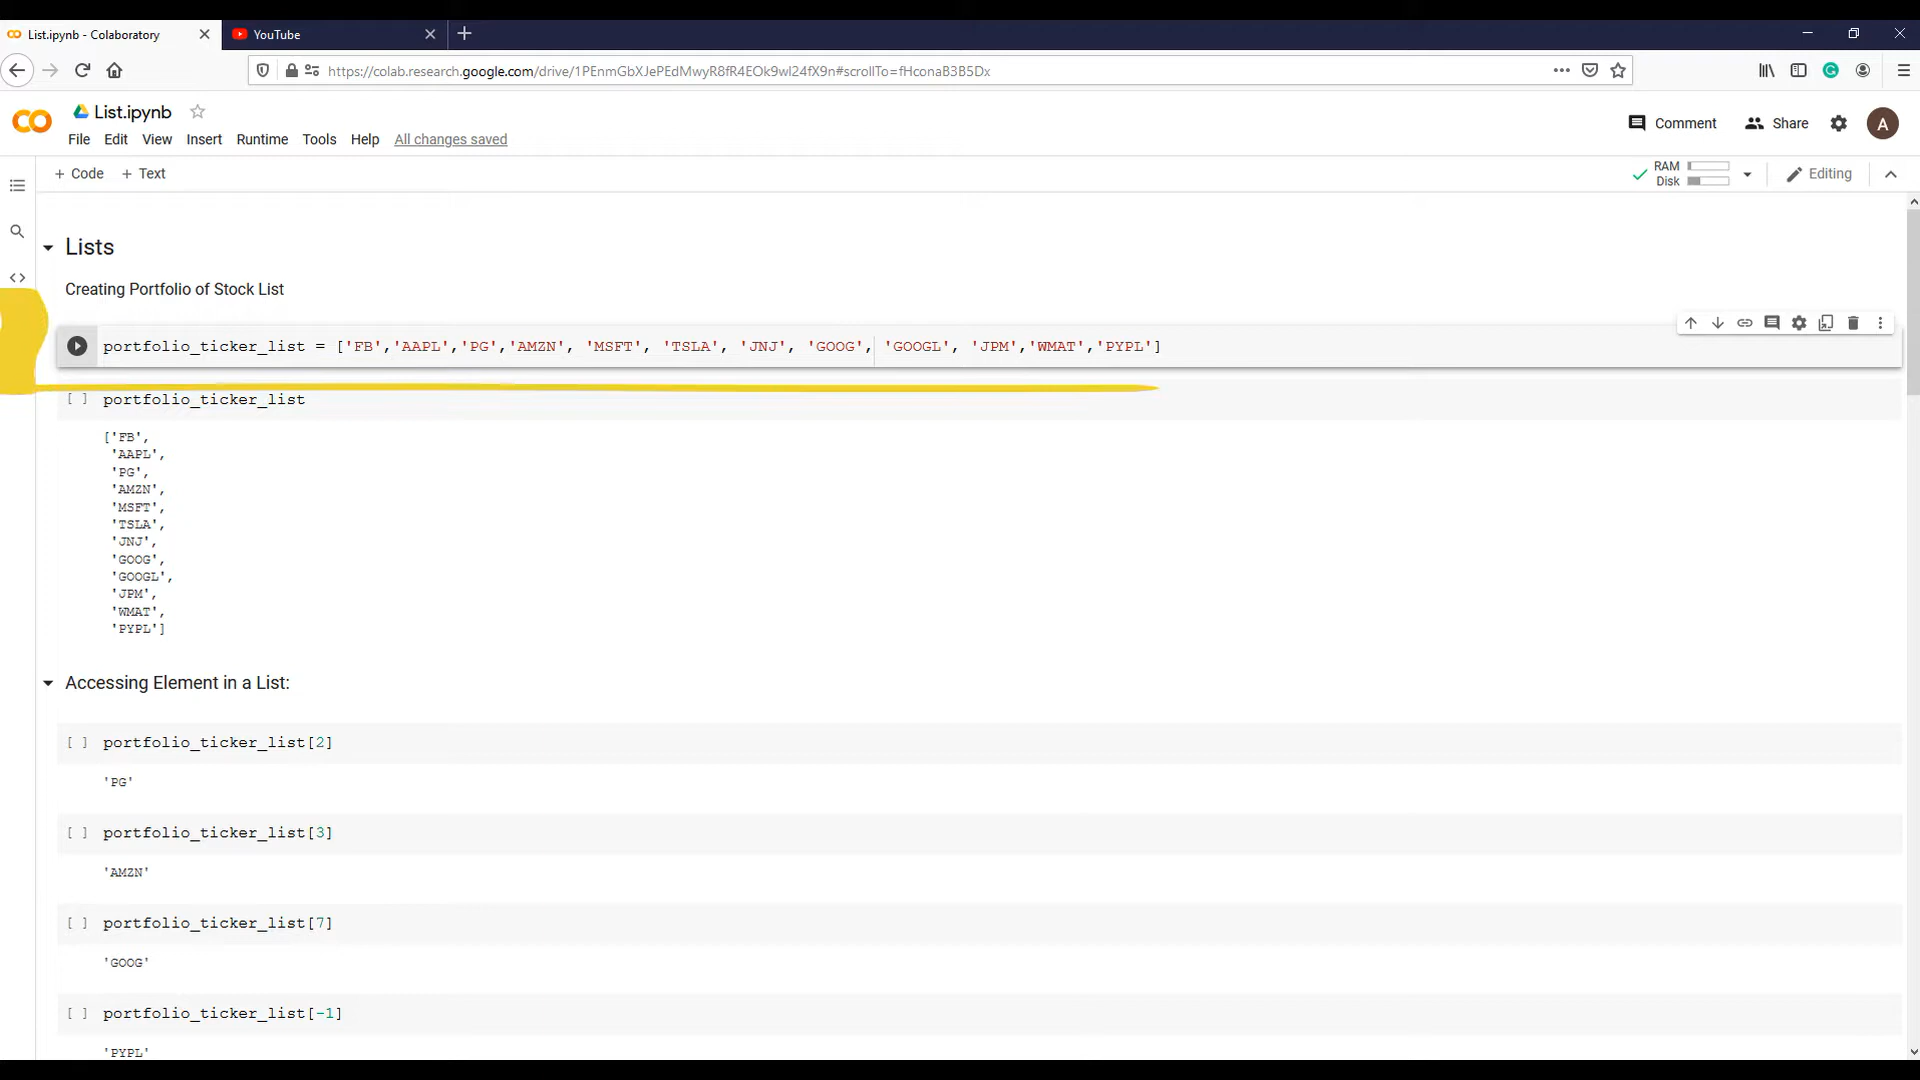 List.ipynb - Colaboratory
YouTube
https://colab.research.google.com/drive/1PEnmGbXJePEdMwyR8fR4EOk9wl24fX9n#scrollTo=fHconaB3B5Dx
List.ipynb
File Edit View Insert Runtime Tools Help All changes saved
Comment Share A
+ Code + Text
RAM
Disk
Editing
Lists
Creating Portfolio of Stock List
portfolio_ticker_list = ['FB','AAPL','PG','AMZN', 'MSFT', 'TSLA', 'JNJ', 'GOOG', 'GOOGL', 'JPM','WMAT','PYPL']
[ ] portfolio_ticker_list
['FB',
'AAPL',
'PG',
'AMZN',
'MSFT',
'TSLA',
'JNJ',
'GOOG',
'GOOGL',
'JPM',
'WMAT',
'PYPL']
Accessing Element in a List:
[ ] portfolio_ticker_list[2]
'PG'
[ ] portfolio_ticker_list[3]
'AMZN'
[ ] portfolio_ticker_list[7]
'GOOG'
[ ] portfolio_ticker_list[-1]
'PYPL'